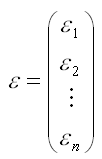 ε = ( ε₁
ε₂
⋮
εₙ )